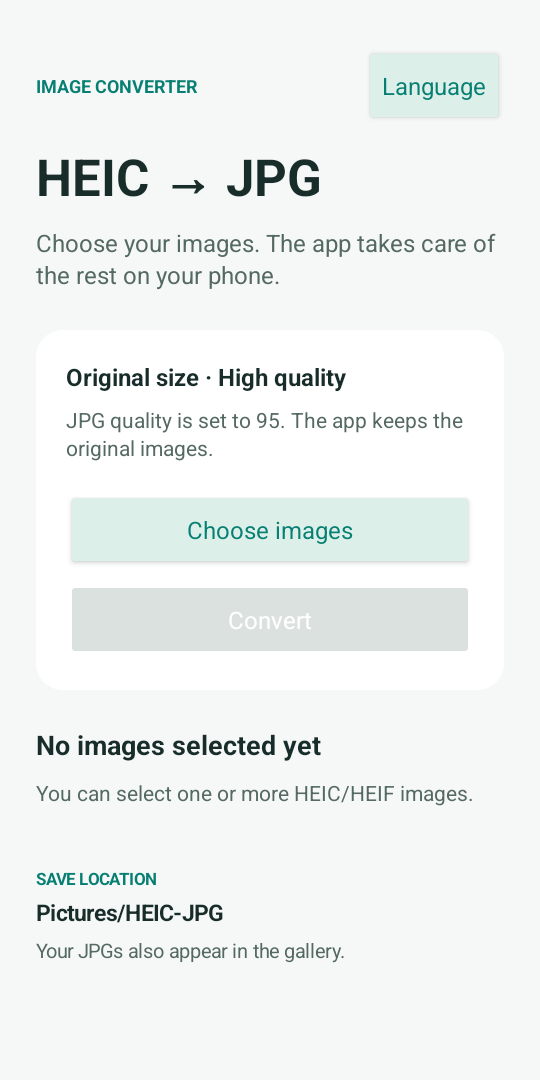 IMAGE CONVERTER
Language
HEIC → JPG
Choose your images. The app takes care of
the rest on your phone.
Original size · High quality
JPG quality is set to 95. The app keeps the
original images.
Choose images
Convert
No images selected yet
You can select one or more HEIC/HEIF images.
SAVE LOCATION
Pictures/HEIC-JPG
Your JPGs also appear in the gallery.